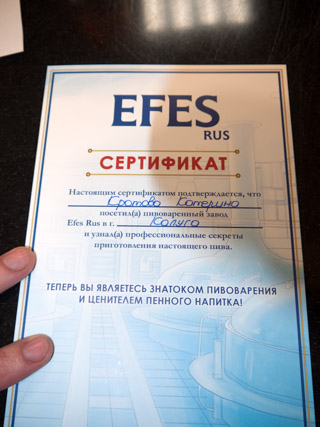 EFES
RUS
СЕРТИФИКАТ
Настоящим сертификатом подтверждается, что
Кротова Катерина
посетил(а) пивоваренный завод
Efes Rus в г. Калуга
и узнал(а) профессиональные секреты
приготовления настоящего пива.
ТЕПЕРЬ ВЫ ЯВЛЯЕТЕСЬ ЗНАТОКОМ ПИВОВАРЕНИЯ
И ЦЕНИТЕЛЕМ ПЕННОГО НАПИТКА!